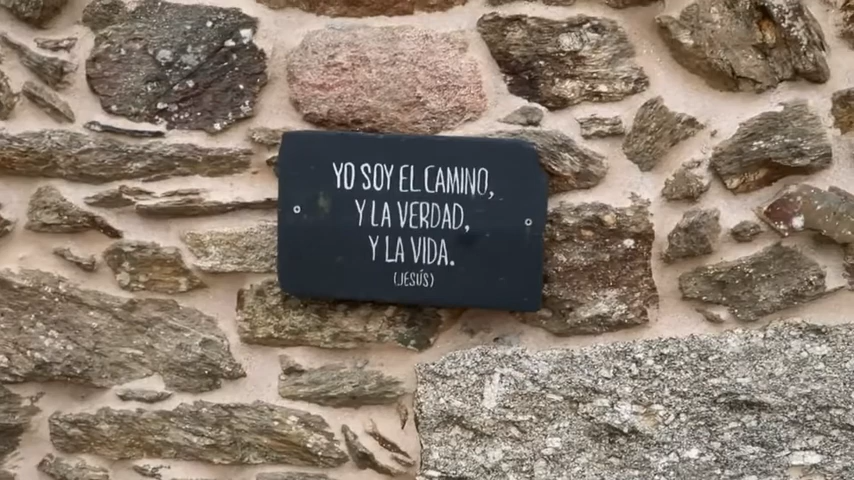 YO SOY EL CAMINO,
Y LA VERDAD,
Y LA VIDA.
(JESÚS)